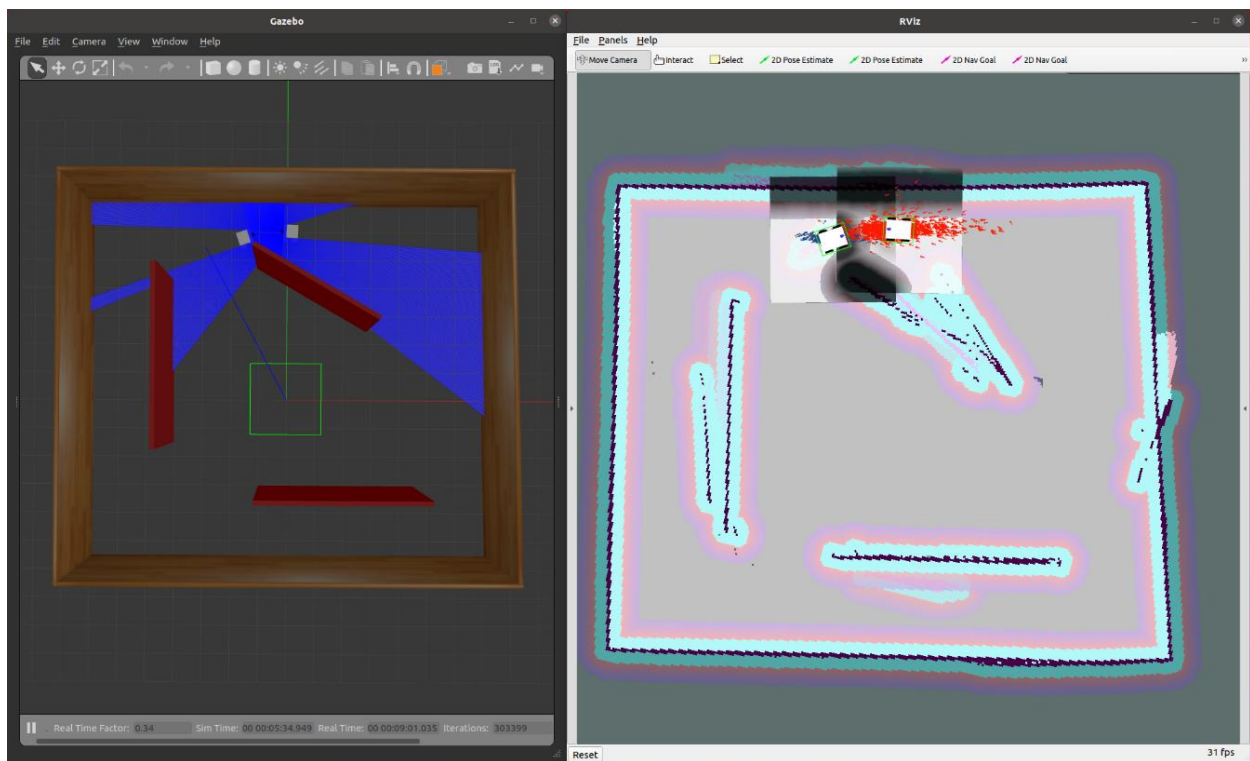 Gazebo
File Edit Camera View Window Help
Real Time Factor: 0.34 Sim Time: 00 00:05:34.949 Real Time: 00 00:09:01.035 Iterations: 303399
RViz
File Panels Help
Move Camera Interact Select 2D Pose Estimate 2D Pose Estimate 2D Nav Goal 2D Nav Goal »
Reset 31 fps